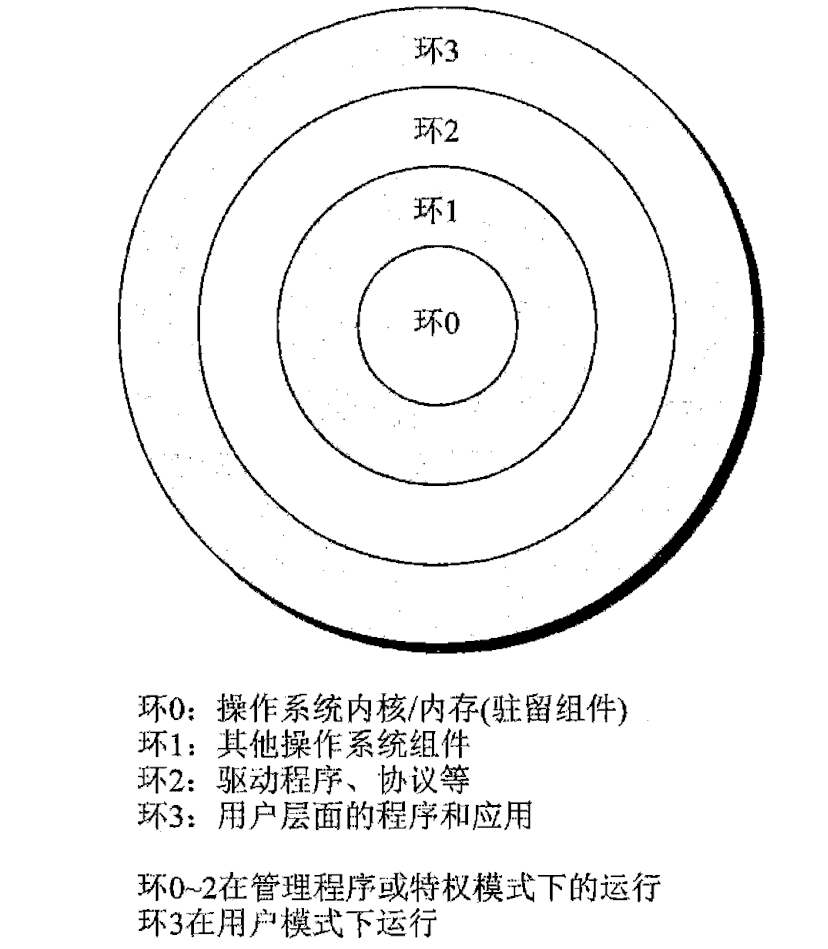 环3
环2
环1
环0
环0：操作系统内核/内存(驻留组件)
环1：其他操作系统组件
环2：驱动程序、协议等
环3：用户层面的程序和应用
环0~2在管理程序或特权模式下的运行
环3在用户模式下运行